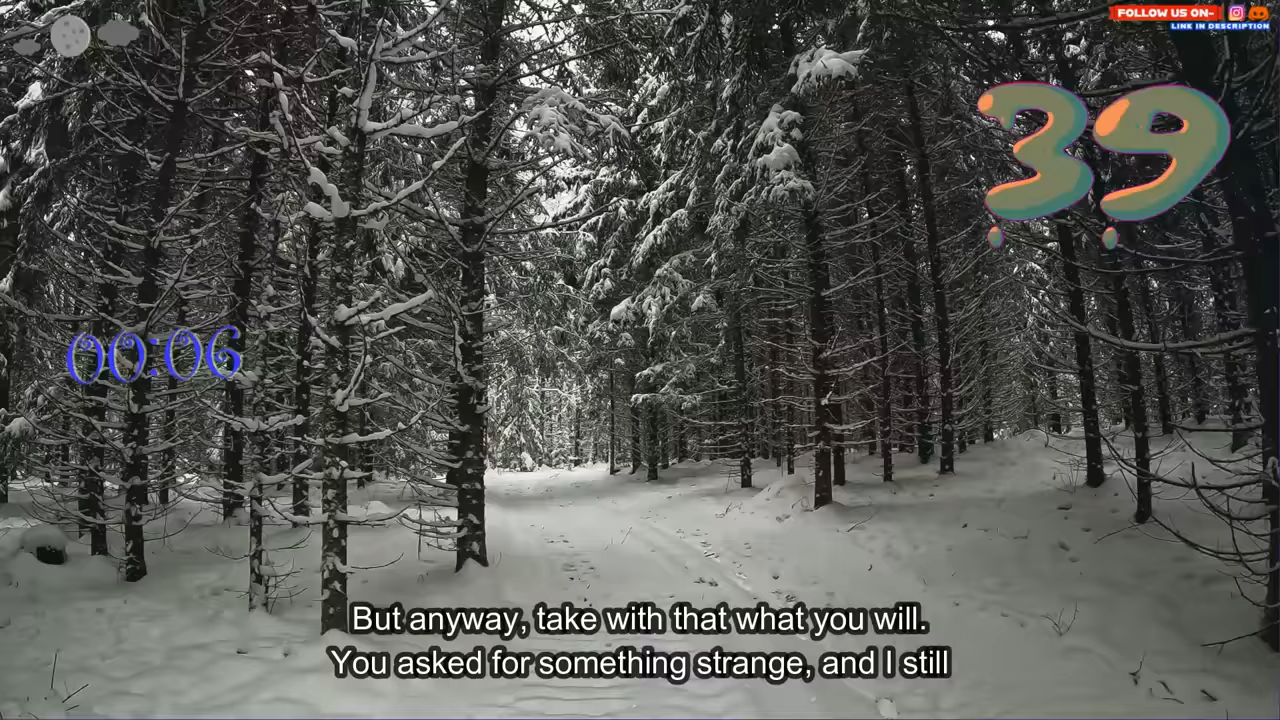 FOLLOW US ON-
LINK IN DESCRIPTION
39
00:06
But anyway, take with that what you will.
You asked for something strange, and I still